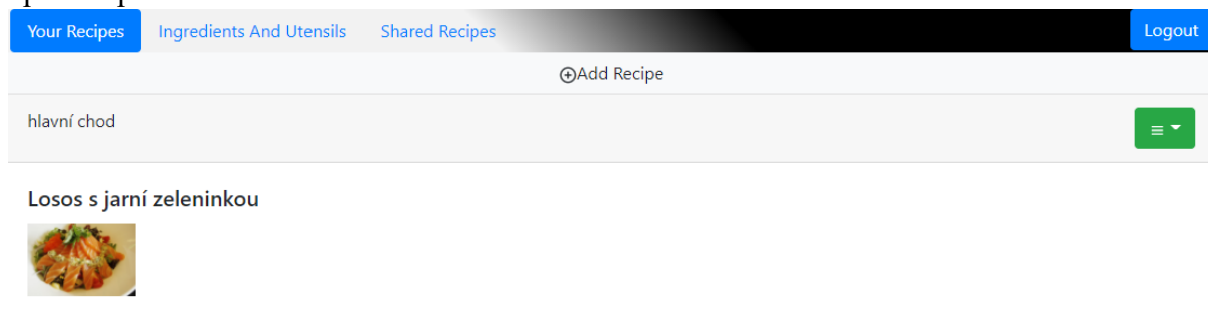 Your Recipes Ingredients And Utensils Shared Recipes Logout
Add Recipe
hlavní chod
Losos s jarní zeleninkou